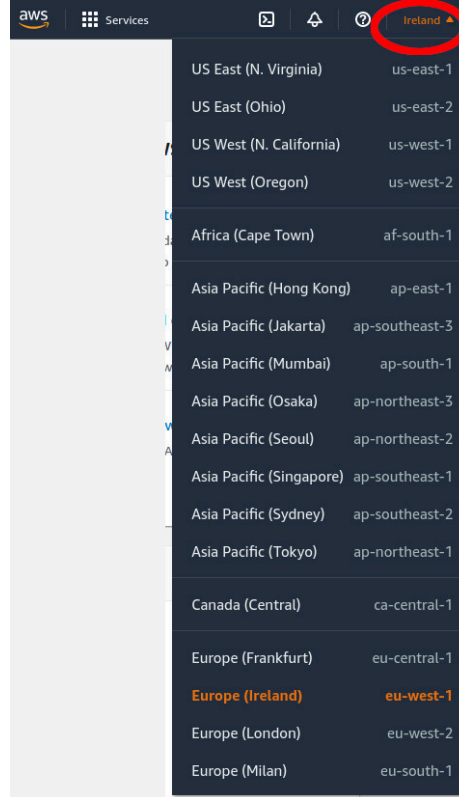 aws Services Ireland
US East (N. Virginia) us-east-1
US East (Ohio) us-east-2
US West (N. California) us-west-1
US West (Oregon) us-west-2
Africa (Cape Town) af-south-1
Asia Pacific (Hong Kong) ap-east-1
Asia Pacific (Jakarta) ap-southeast-3
Asia Pacific (Mumbai) ap-south-1
Asia Pacific (Osaka) ap-northeast-3
Asia Pacific (Seoul) ap-northeast-2
Asia Pacific (Singapore) ap-southeast-1
Asia Pacific (Sydney) ap-southeast-2
Asia Pacific (Tokyo) ap-northeast-1
Canada (Central) ca-central-1
Europe (Frankfurt) eu-central-1
Europe (Ireland) eu-west-1
Europe (London) eu-west-2
Europe (Milan) eu-south-1